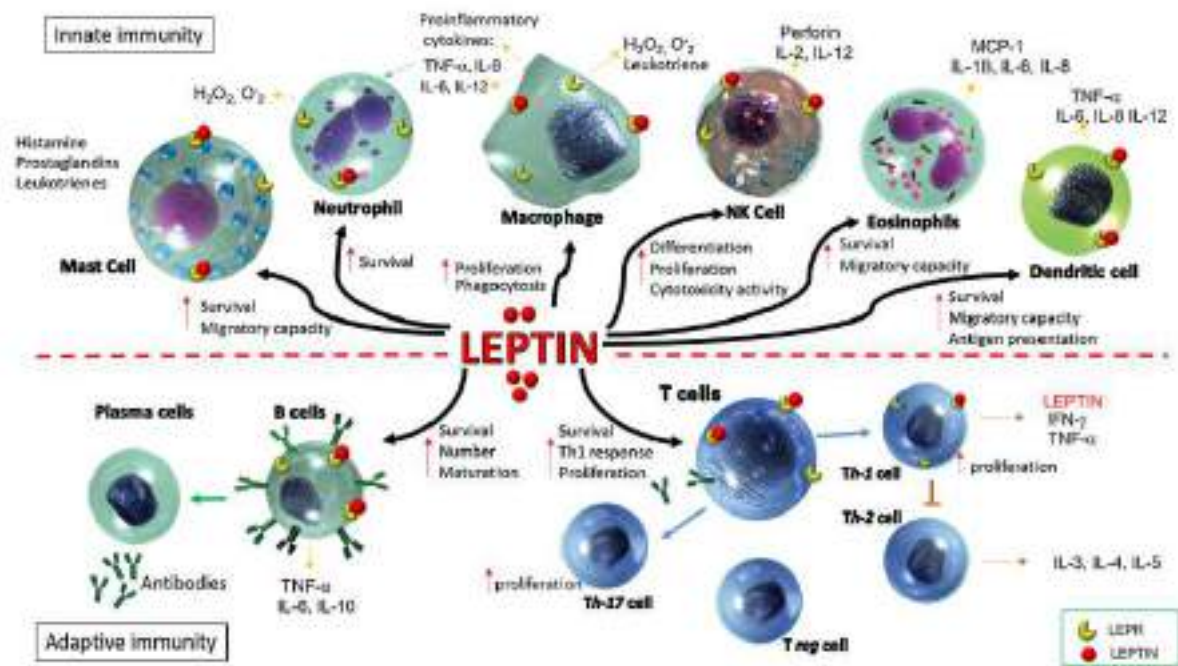 Innate immunity
Proinflammatory
cytokines:
TNF-α, IL-8
IL-6, IL-12
H₂O₂, O⁻₂
Leukotriene
Perforin
IL-2, IL-12
MCP-1
IL-1β, IL-6, IL-8
TNF-α
IL-6, IL-8 IL-12
H₂O₂, O⁻₂
Histamine
Prostaglandins
Leukotrienes
Mast Cell
Neutrophil
Macrophage
NK Cell
Eosinophils
Dendritic cell
Survival
Migratory capacity
Survival
Proliferation
Phagocytosis
Differentiation
Proliferation
Cytotoxicity activity
Survival
Migratory capacity
Survival
Migratory capacity
Antigen presentation
LEPTIN
Plasma cells
B cells
Survival
Number
Maturation
Survival
Th1 response
Proliferation
T cells
LEPTIN
IFN-γ
TNF-α
Th-1 cell
proliferation
Th-2 cell
IL-3, IL-4, IL-5
Antibodies
TNF-α
IL-6, IL-10
proliferation
Th-17 cell
T reg cell
Adaptive immunity
LEPR
LEPTIN